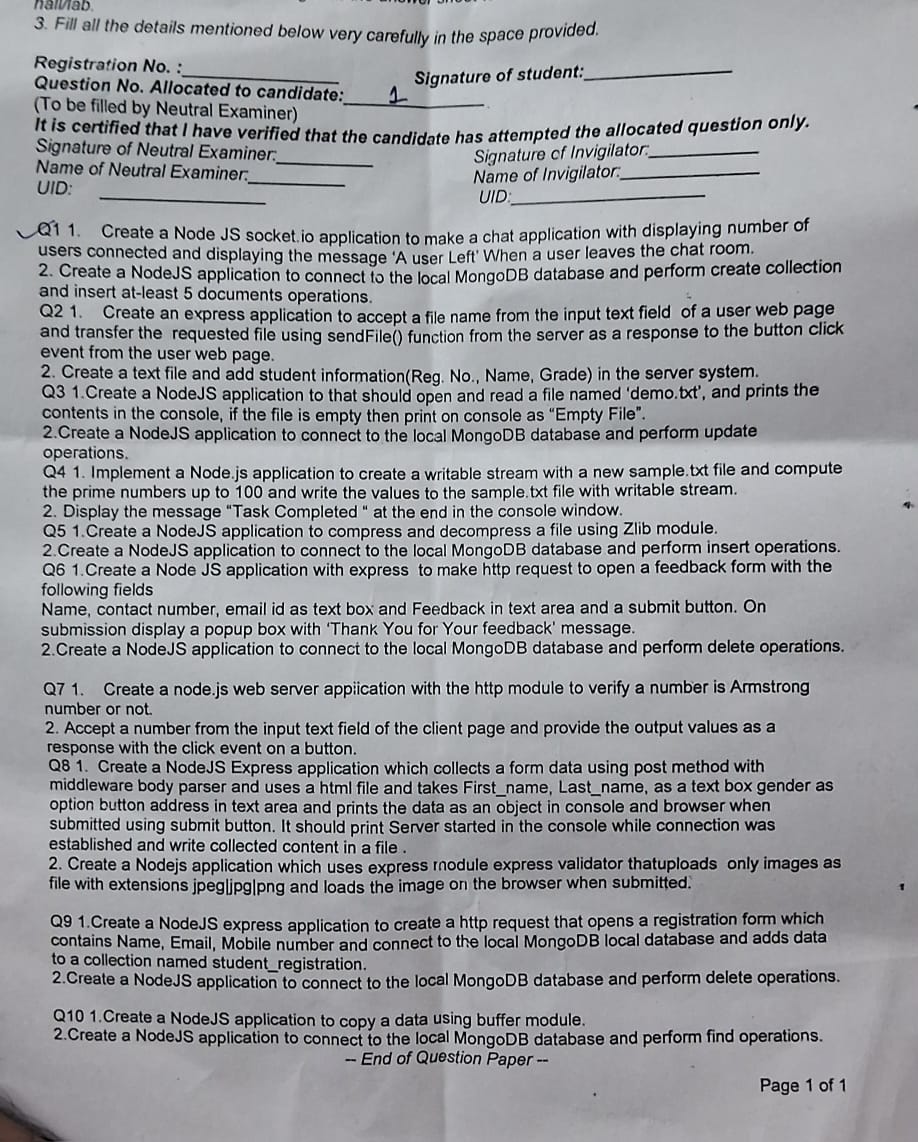 hall/lab.
3. Fill all the details mentioned below very carefully in the space provided.
Registration No. :____________ Signature of student:____________
Question No. Allocated to candidate:____1____.
(To be filled by Neutral Examiner)
It is certified that I have verified that the candidate has attempted the allocated question only.
Signature of Neutral Examiner:__________ Signature of Invigilator:__________
Name of Neutral Examiner:__________ Name of Invigilator:__________
UID: __________ UID:__________
Q1 1. Create a Node JS socket.io application to make a chat application with displaying number of
users connected and displaying the message 'A user Left' When a user leaves the chat room.
2. Create a NodeJS application to connect to the local MongoDB database and perform create collection
and insert at-least 5 documents operations.
Q2 1. Create an express application to accept a file name from the input text field of a user web page
and transfer the requested file using sendFile() function from the server as a response to the button click
event from the user web page.
2. Create a text file and add student information(Reg. No., Name, Grade) in the server system.
Q3 1.Create a NodeJS application to that should open and read a file named 'demo.txt', and prints the
contents in the console, if the file is empty then print on console as "Empty File".
2.Create a NodeJS application to connect to the local MongoDB database and perform update
operations.
Q4 1. Implement a Node.js application to create a writable stream with a new sample.txt file and compute
the prime numbers up to 100 and write the values to the sample.txt file with writable stream.
2. Display the message "Task Completed " at the end in the console window.
Q5 1.Create a NodeJS application to compress and decompress a file using Zlib module.
2.Create a NodeJS application to connect to the local MongoDB database and perform insert operations.
Q6 1.Create a Node JS application with express to make http request to open a feedback form with the
following fields
Name, contact number, email id as text box and Feedback in text area and a submit button. On
submission display a popup box with 'Thank You for Your feedback' message.
2.Create a NodeJS application to connect to the local MongoDB database and perform delete operations.
Q7 1. Create a node.js web server application with the http module to verify a number is Armstrong
number or not.
2. Accept a number from the input text field of the client page and provide the output values as a
response with the click event on a button.
Q8 1. Create a NodeJS Express application which collects a form data using post method with
middleware body parser and uses a html file and takes First_name, Last_name, as a text box gender as
option button address in text area and prints the data as an object in console and browser when
submitted using submit button. It should print Server started in the console while connection was
established and write collected content in a file .
2. Create a Nodejs application which uses express module express validator thatuploads only images as
file with extensions jpeg|jpg|png and loads the image on the browser when submitted.
Q9 1.Create a NodeJS express application to create a http request that opens a registration form which
contains Name, Email, Mobile number and connect to the local MongoDB local database and adds data
to a collection named student_registration.
2.Create a NodeJS application to connect to the local MongoDB database and perform delete operations.
Q10 1.Create a NodeJS application to copy a data using buffer module.
2.Create a NodeJS application to connect to the local MongoDB database and perform find operations.
-- End of Question Paper --
Page 1 of 1